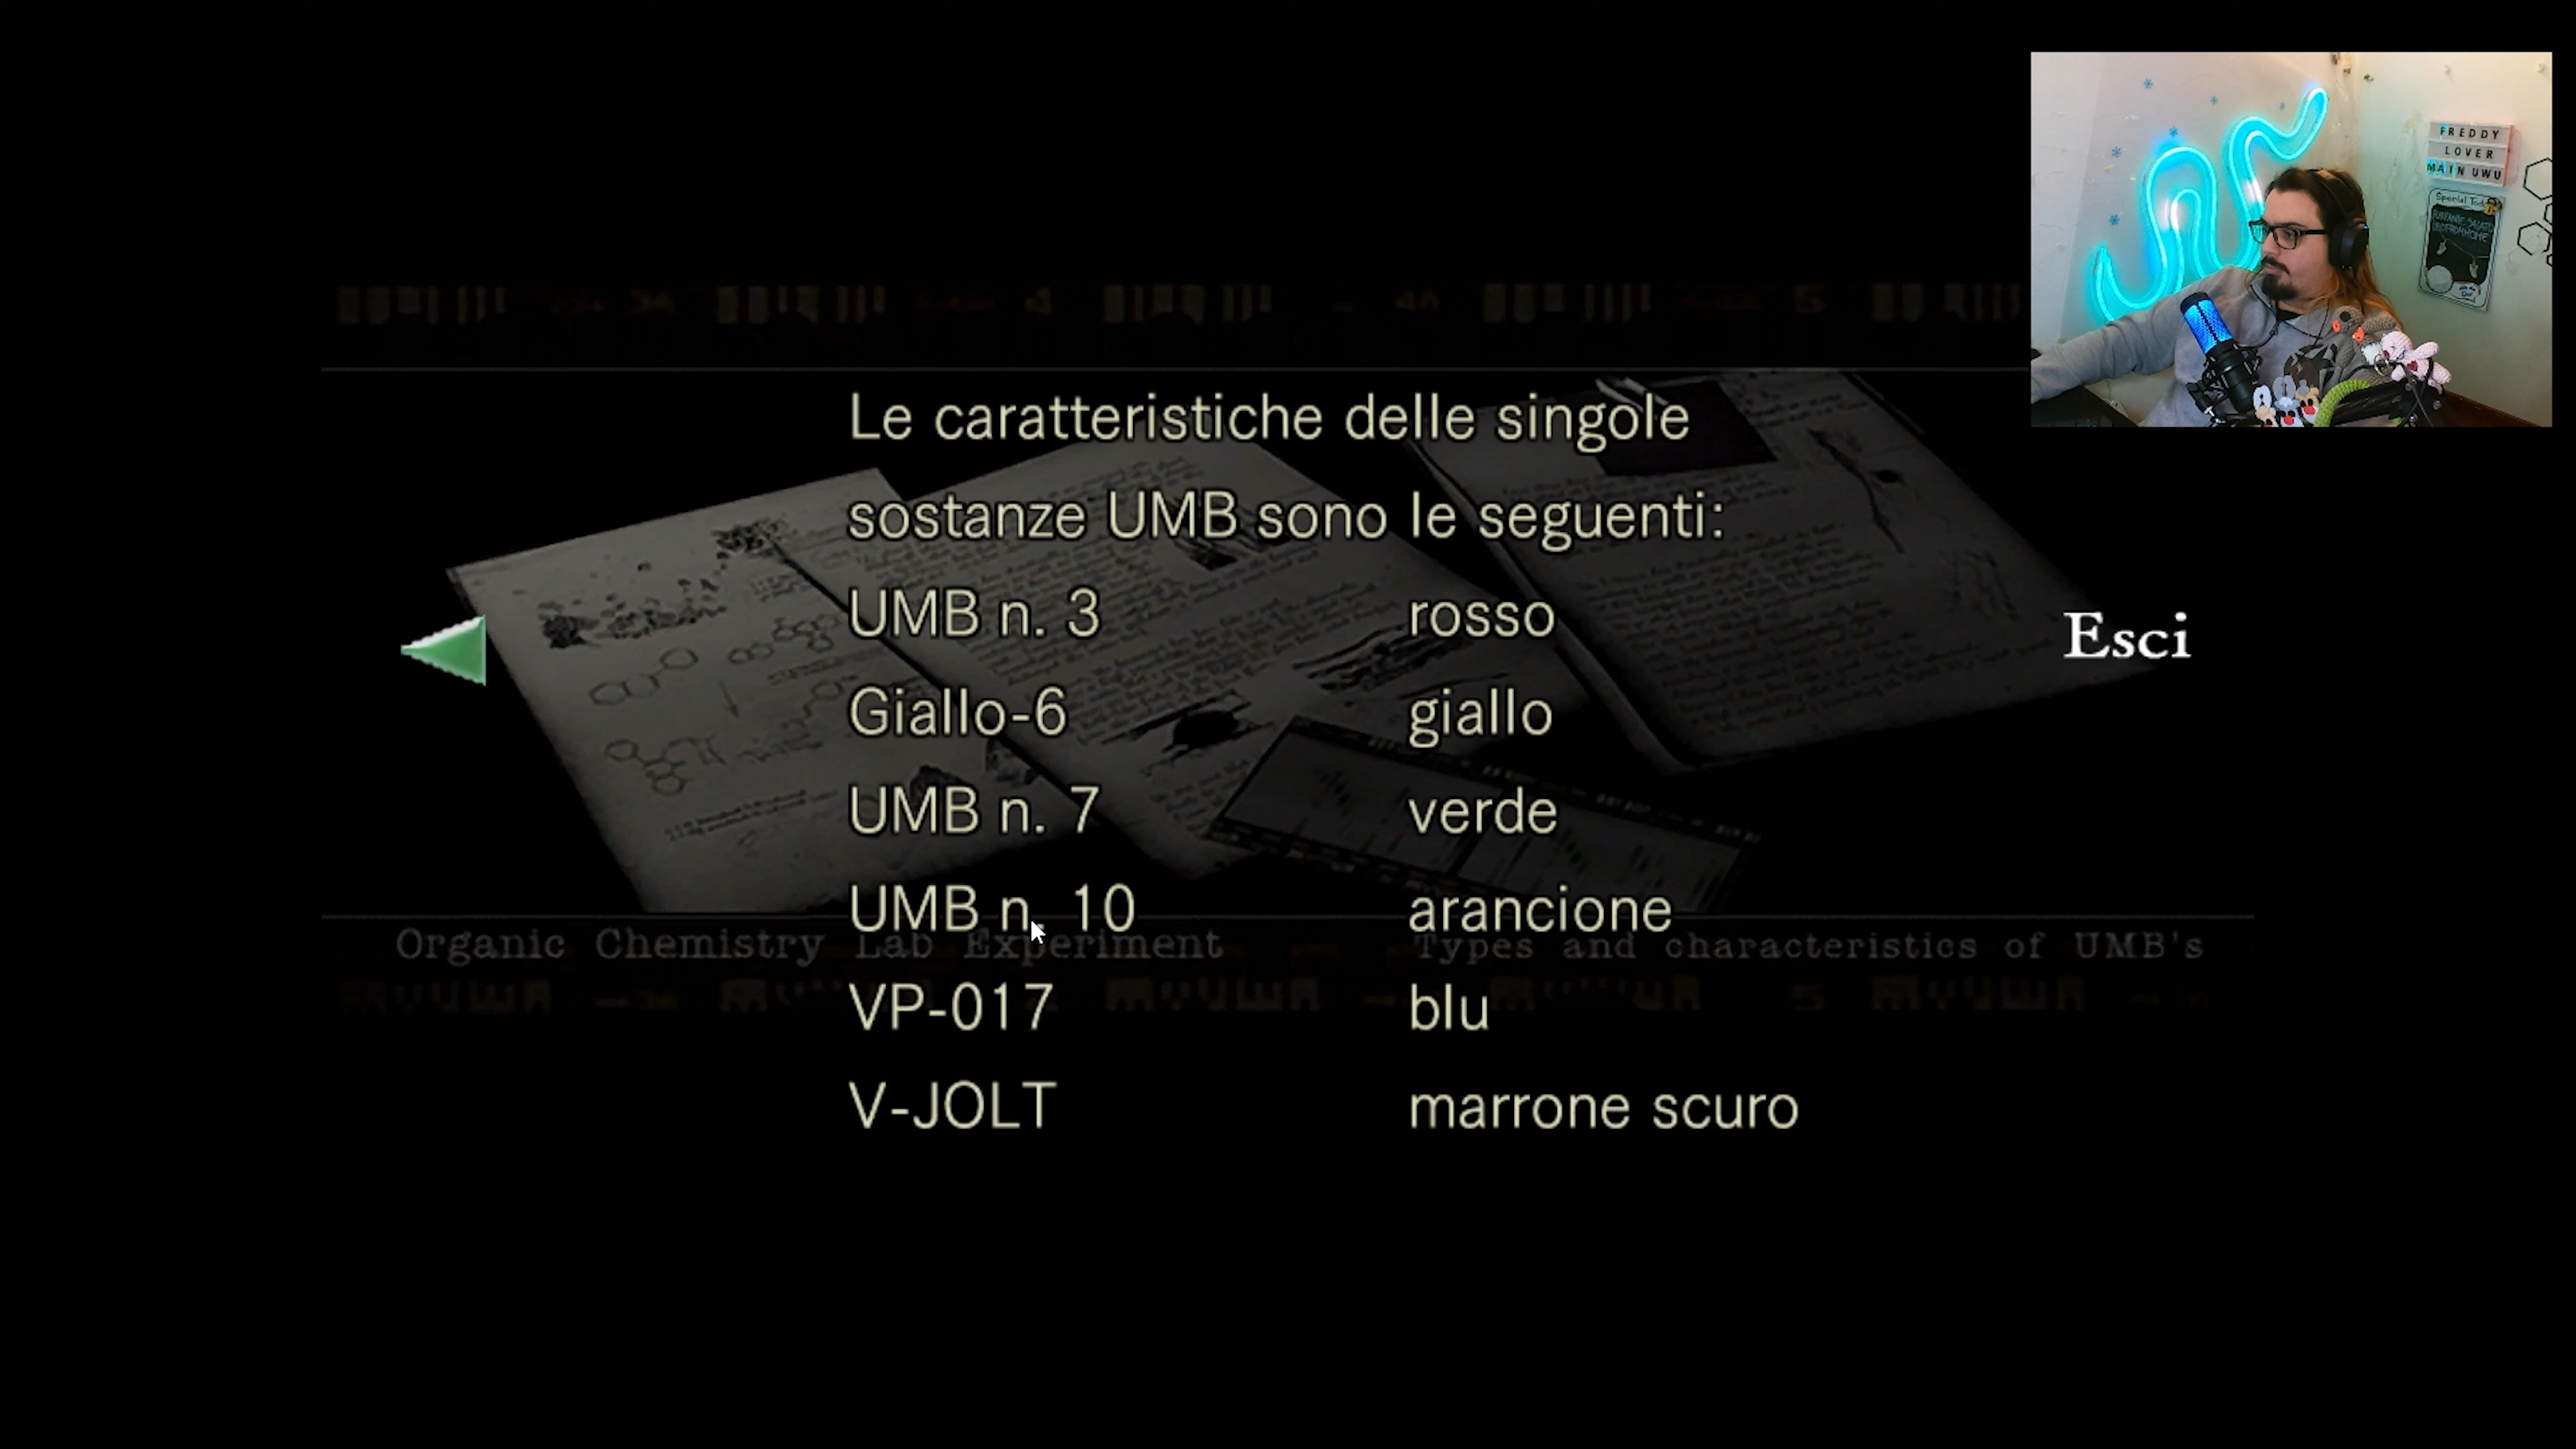 FREDDY
LOVER
MAIN UWU
Le caratteristiche delle singole
sostanze UMB sono le seguenti:
UMB n. 3 rosso
Giallo-6 giallo
UMB n. 7 verde
UMB n. 10 arancione
VP-017 blu
V-JOLT marrone scuro
Esci
Organic Chemistry Lab Experiment
Types and characteristics of UMB's